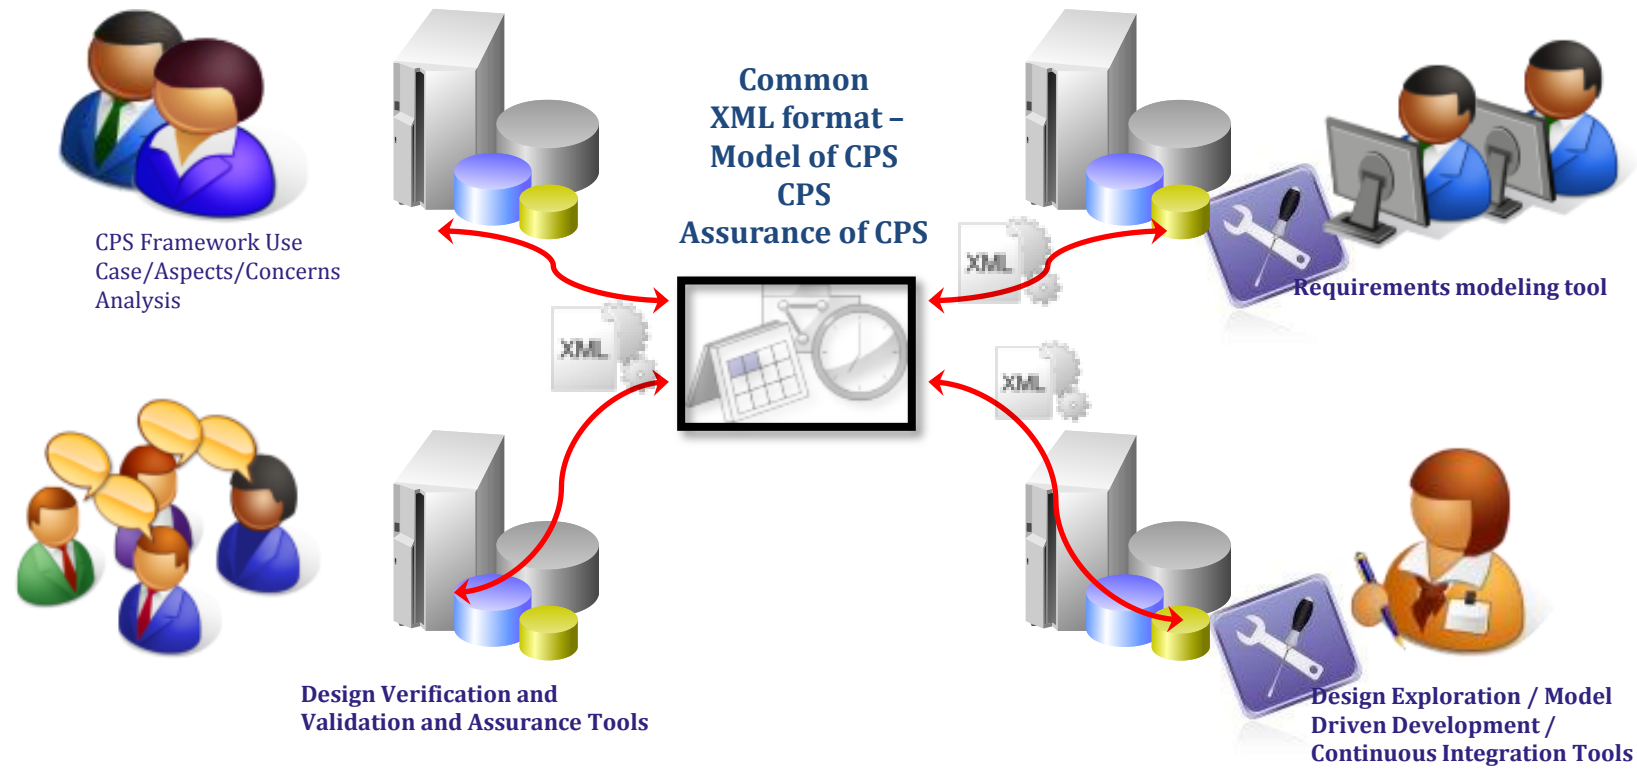 Common
XML format –
Model of CPS
CPS
Assurance of CPS
CPS Framework Use
Case/Aspects/Concerns
Analysis
XML
Requirements modeling tool
XML
XML
Design Verification and
Validation and Assurance Tools
Design Exploration / Model
Driven Development /
Continuous Integration Tools